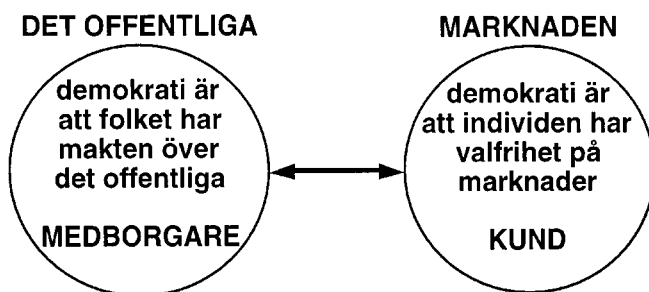 DET OFFENTLIGA
demokrati är
att folket har
makten över
det offentliga
MEDBORGARE
MARKNADEN
demokrati är
att individen har
valfrihet på
marknader
KUND